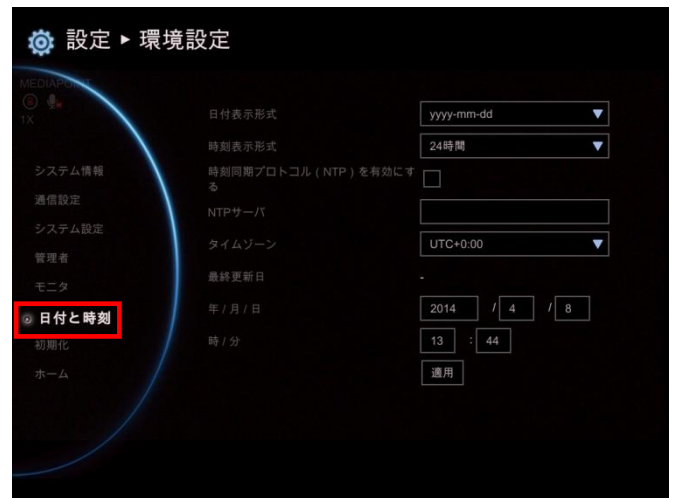 設定 ▶ 環境設定
MEDIAPOINT
1X
日付表示形式 yyyy-mm-dd ▼
時刻表示形式 24時間 ▼
システム情報
時刻同期プロトコル ( NTP ) を有効にす
る
通信設定
NTPサーバ
システム設定
タイムゾーン UTC+0:00 ▼
管理者
最終更新日 -
モニタ
年 / 月 / 日 2014 / 4 / 8
日付と時刻
時 / 分 13 : 44
初期化
適用
ホーム